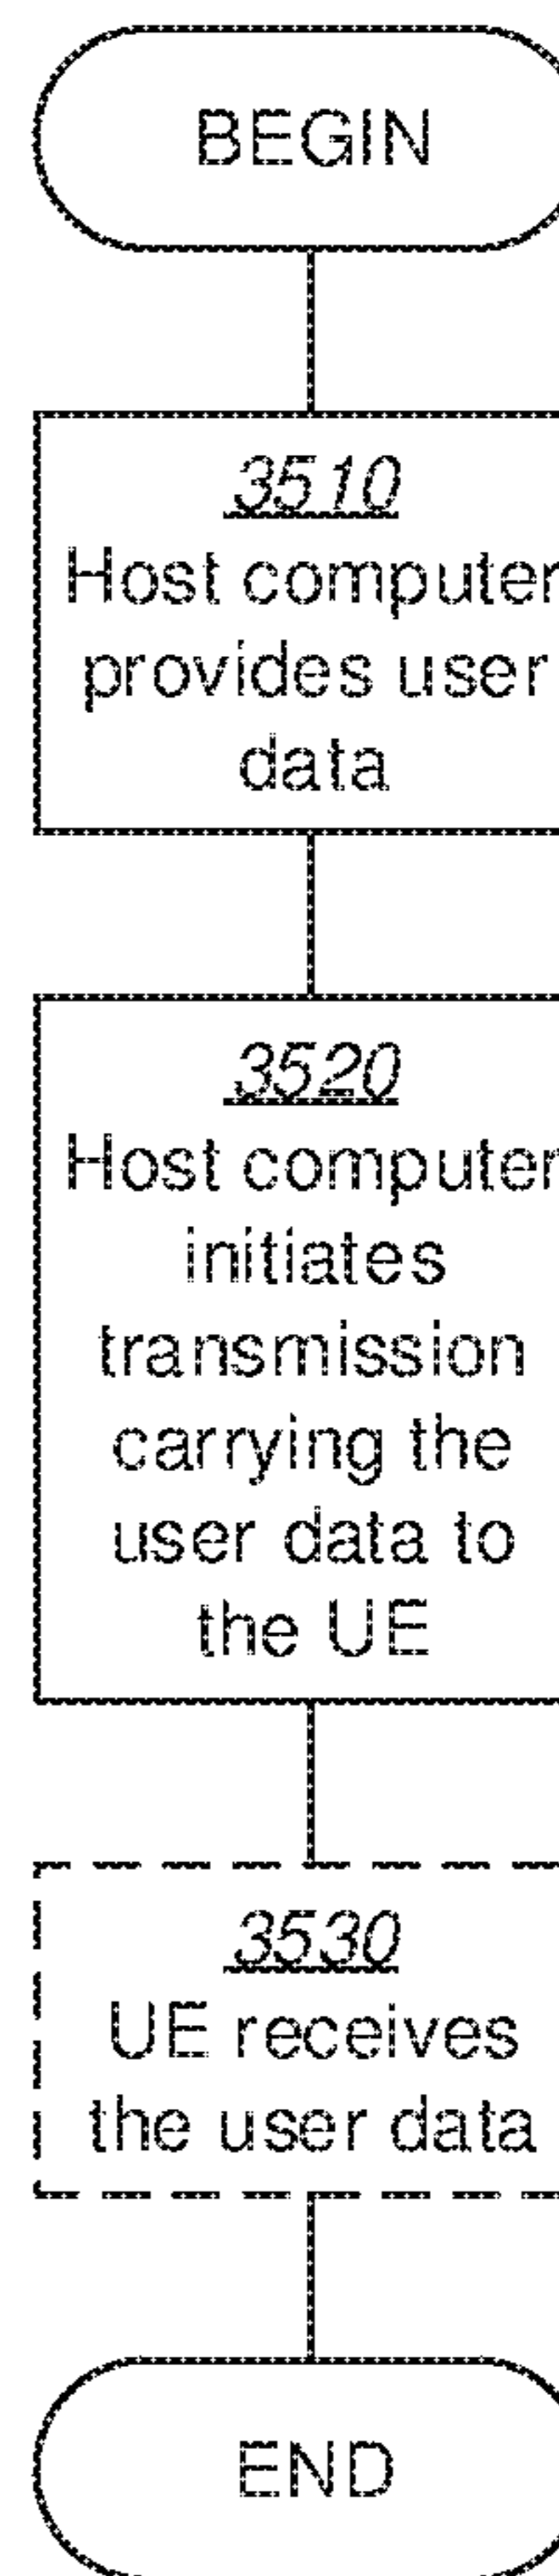 BEGIN
3510
Host computer
provides user
data
3520
Host computer
initiates
transmission
carrying the
user data to
the UE
3530
UE receives
the user data
END